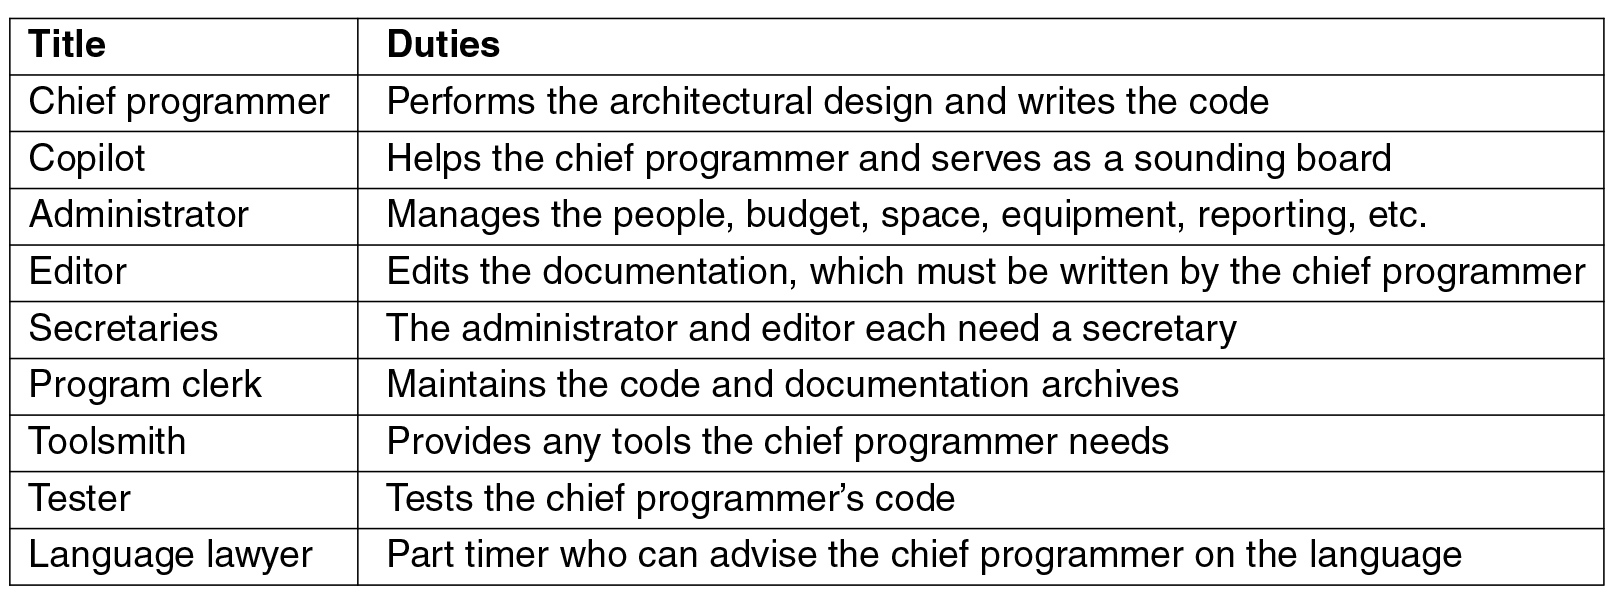 Title Duties
Chief programmer Performs the architectural design and writes the code
Copilot Helps the chief programmer and serves as a sounding board
Administrator Manages the people, budget, space, equipment, reporting, etc.
Editor Edits the documentation, which must be written by the chief programmer
Secretaries The administrator and editor each need a secretary
Program clerk Maintains the code and documentation archives
Toolsmith Provides any tools the chief programmer needs
Tester Tests the chief programmer’s code
Language lawyer Part timer who can advise the chief programmer on the language